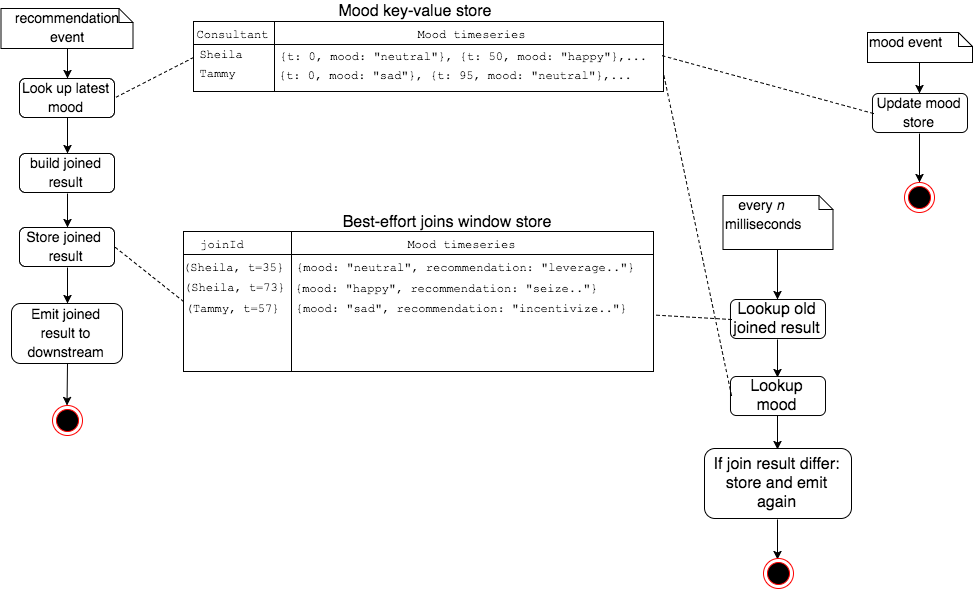 recommendation
event
Look up latest
mood
build joined
result
Store joined
result
Emit joined
result to
downstream
Mood key-value store
Consultant Mood timeseries
Sheila {t: 0, mood: "neutral"}, {t: 50, mood: "happy"},...
Tammy {t: 0, mood: "sad"}, {t: 95, mood: "neutral"},...
Best-effort joins window store
joinId Mood timeseries
(Sheila, t=35} {mood: "neutral", recommendation: "leverage.."}
(Sheila, t=73} {mood: "happy", recommendation: "seize.."}
(Tammy, t=57} {mood: "sad", recommendation: "incentivize.."}
mood event
Update mood
store
every n
milliseconds
Lookup old
joined result
Lookup
mood
If join result differ:
store and emit
again